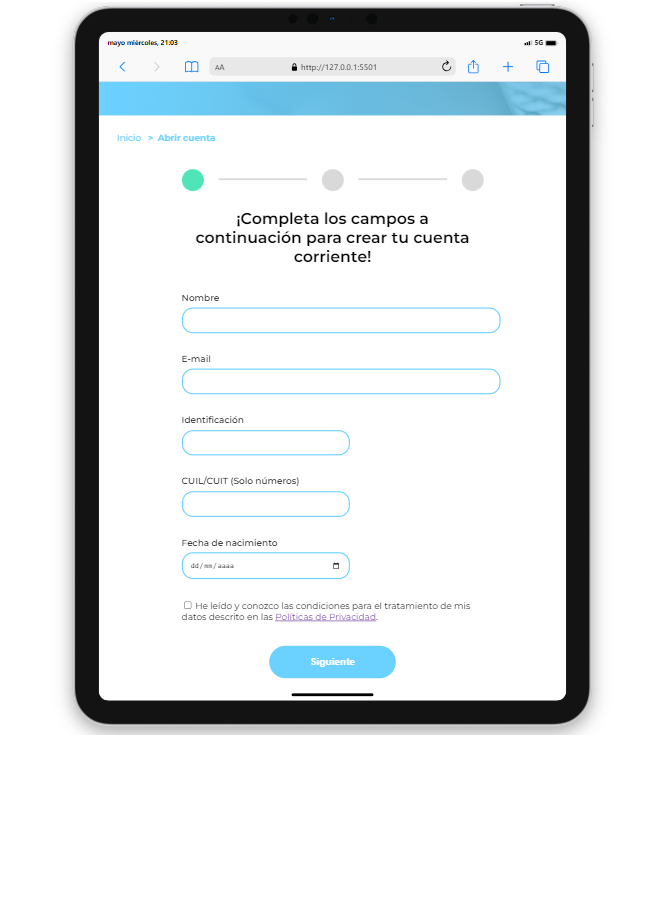 mayo miércoles, 21:03
5G
AA
http://127.0.0.1:5501
Inicio > Abrir cuenta
¡Completa los campos a
continuación para crear tu cuenta
corriente!
Nombre
E-mail
Identificación
CUIL/CUIT (Solo números)
Fecha de nacimiento
dd/mm/aaaa
He leído y conozco las condiciones para el tratamiento de mis
datos descrito en las Políticas de Privacidad.
Siguiente